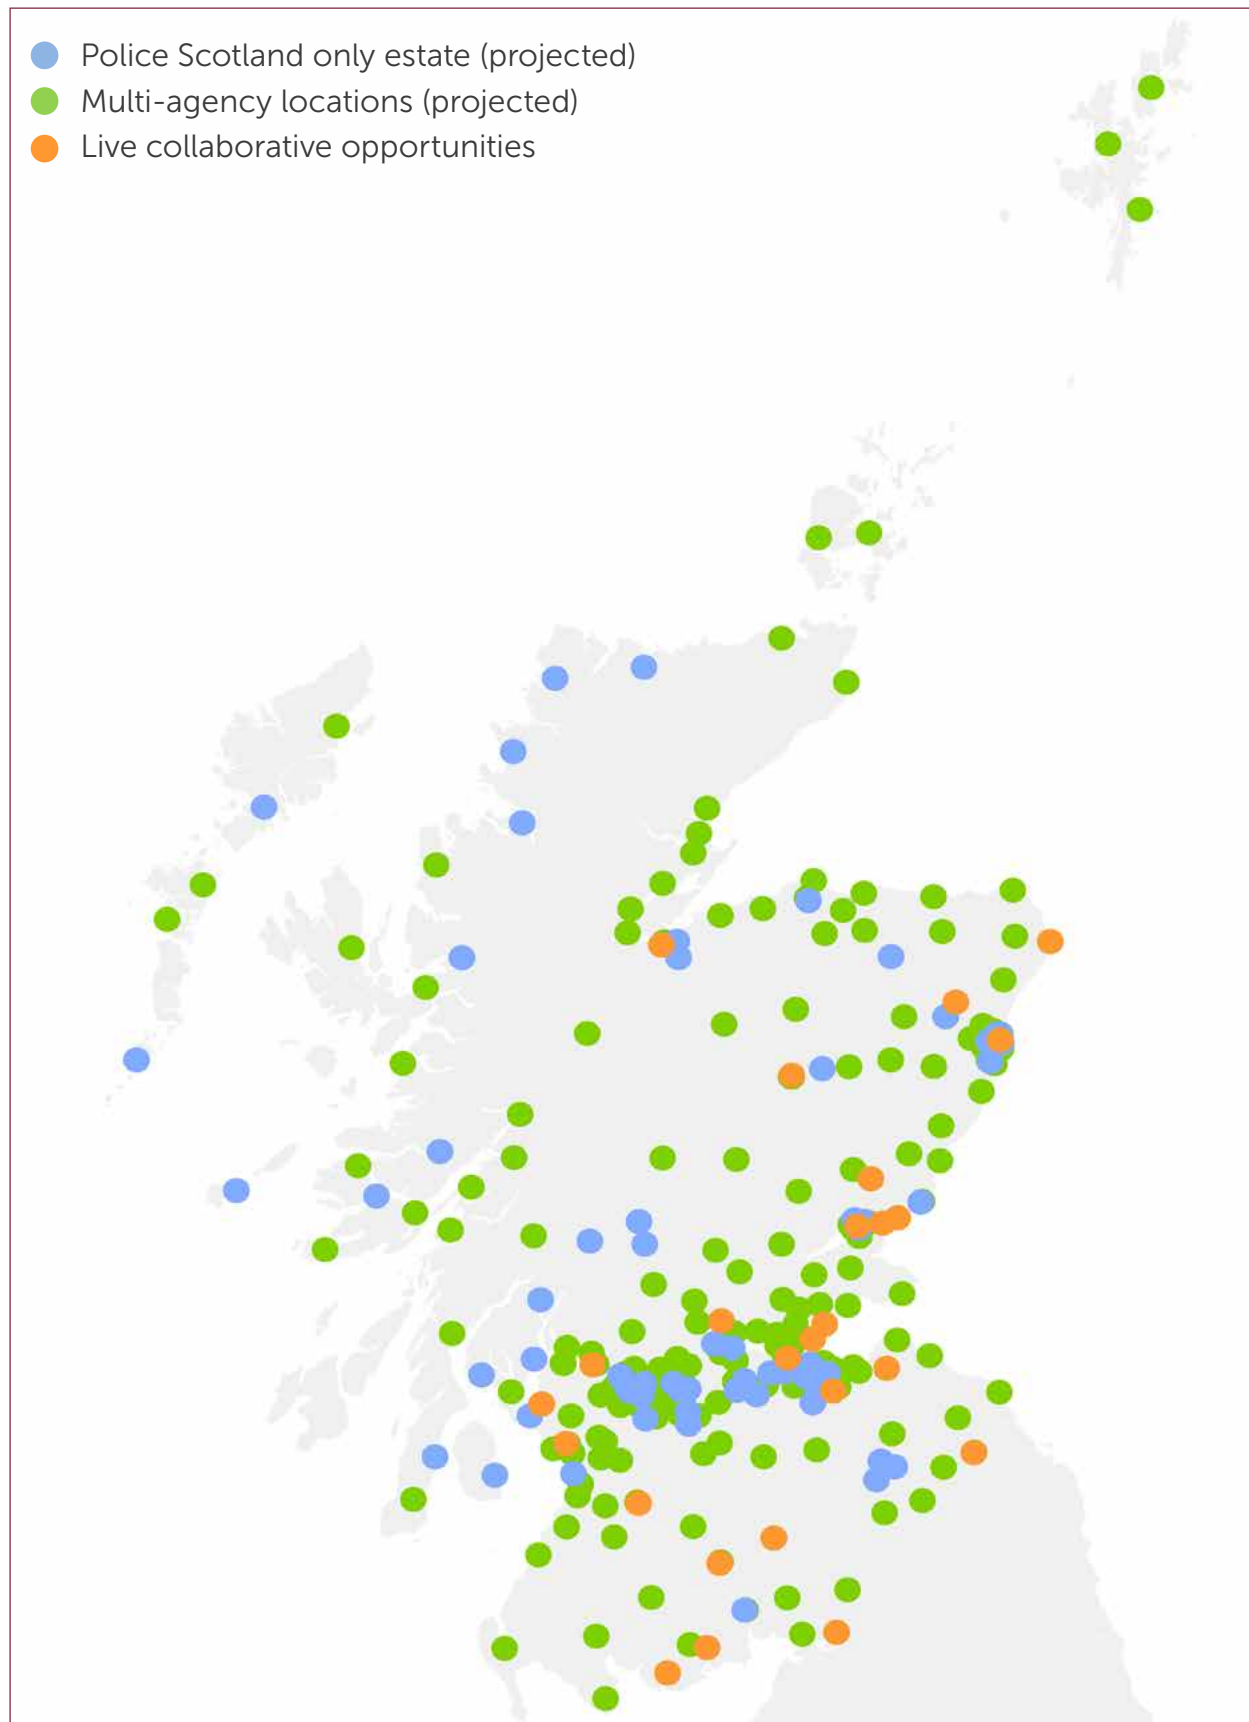 Police Scotland only estate (projected)
Multi-agency locations (projected)
Live collaborative opportunities